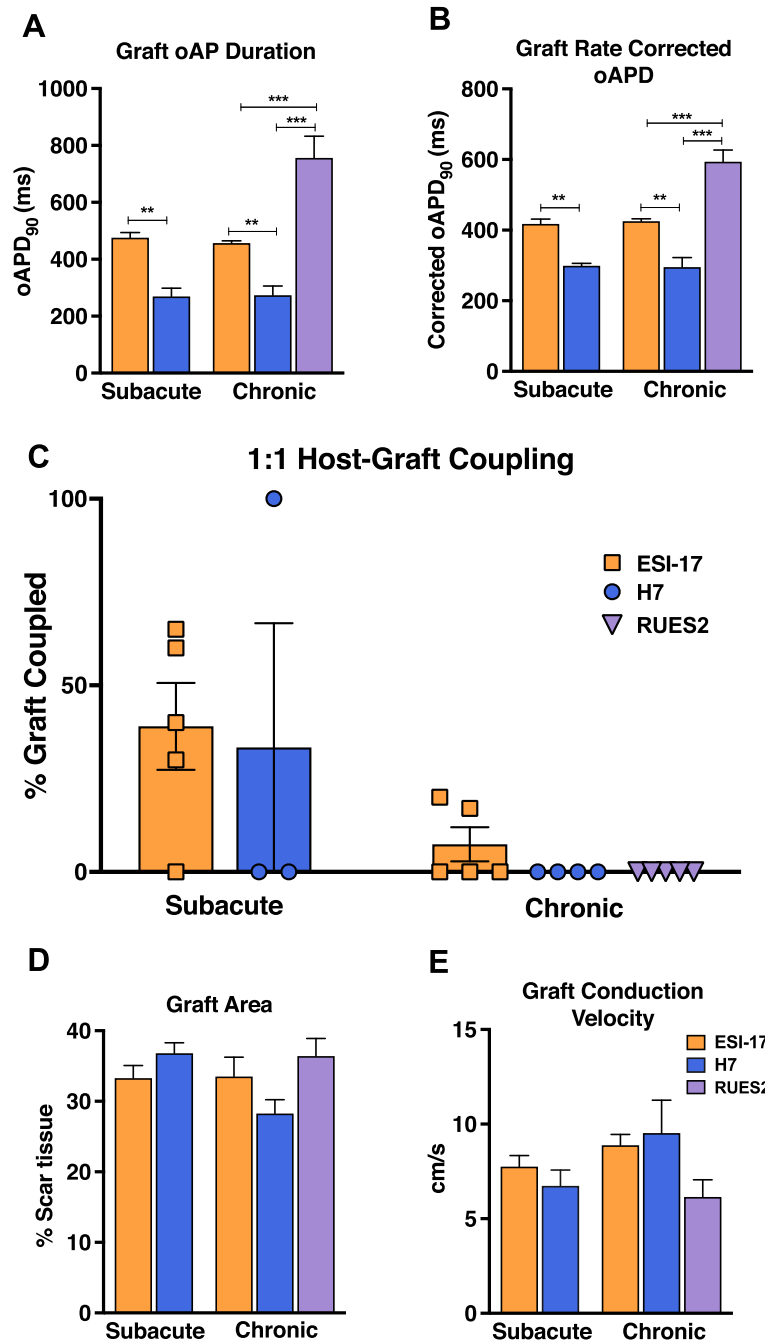 A
Graft oAP Duration
oAPD90 (ms)
1000
800
600
400
200
0
**
**
***
***
Subacute
Chronic
B
Graft Rate Corrected
oAPD
Corrected oAPD90 (ms)
800
600
400
200
0
**
**
***
***
Subacute
Chronic
C
1:1 Host-Graft Coupling
% Graft Coupled
100
50
0
ESI-17
H7
RUES2
Subacute
Chronic
D
Graft Area
% Scar tissue
40
30
20
10
0
Subacute
Chronic
E
Graft Conduction
Velocity
cm/s
15
10
5
0
ESI-17
H7
RUES2
Subacute
Chronic